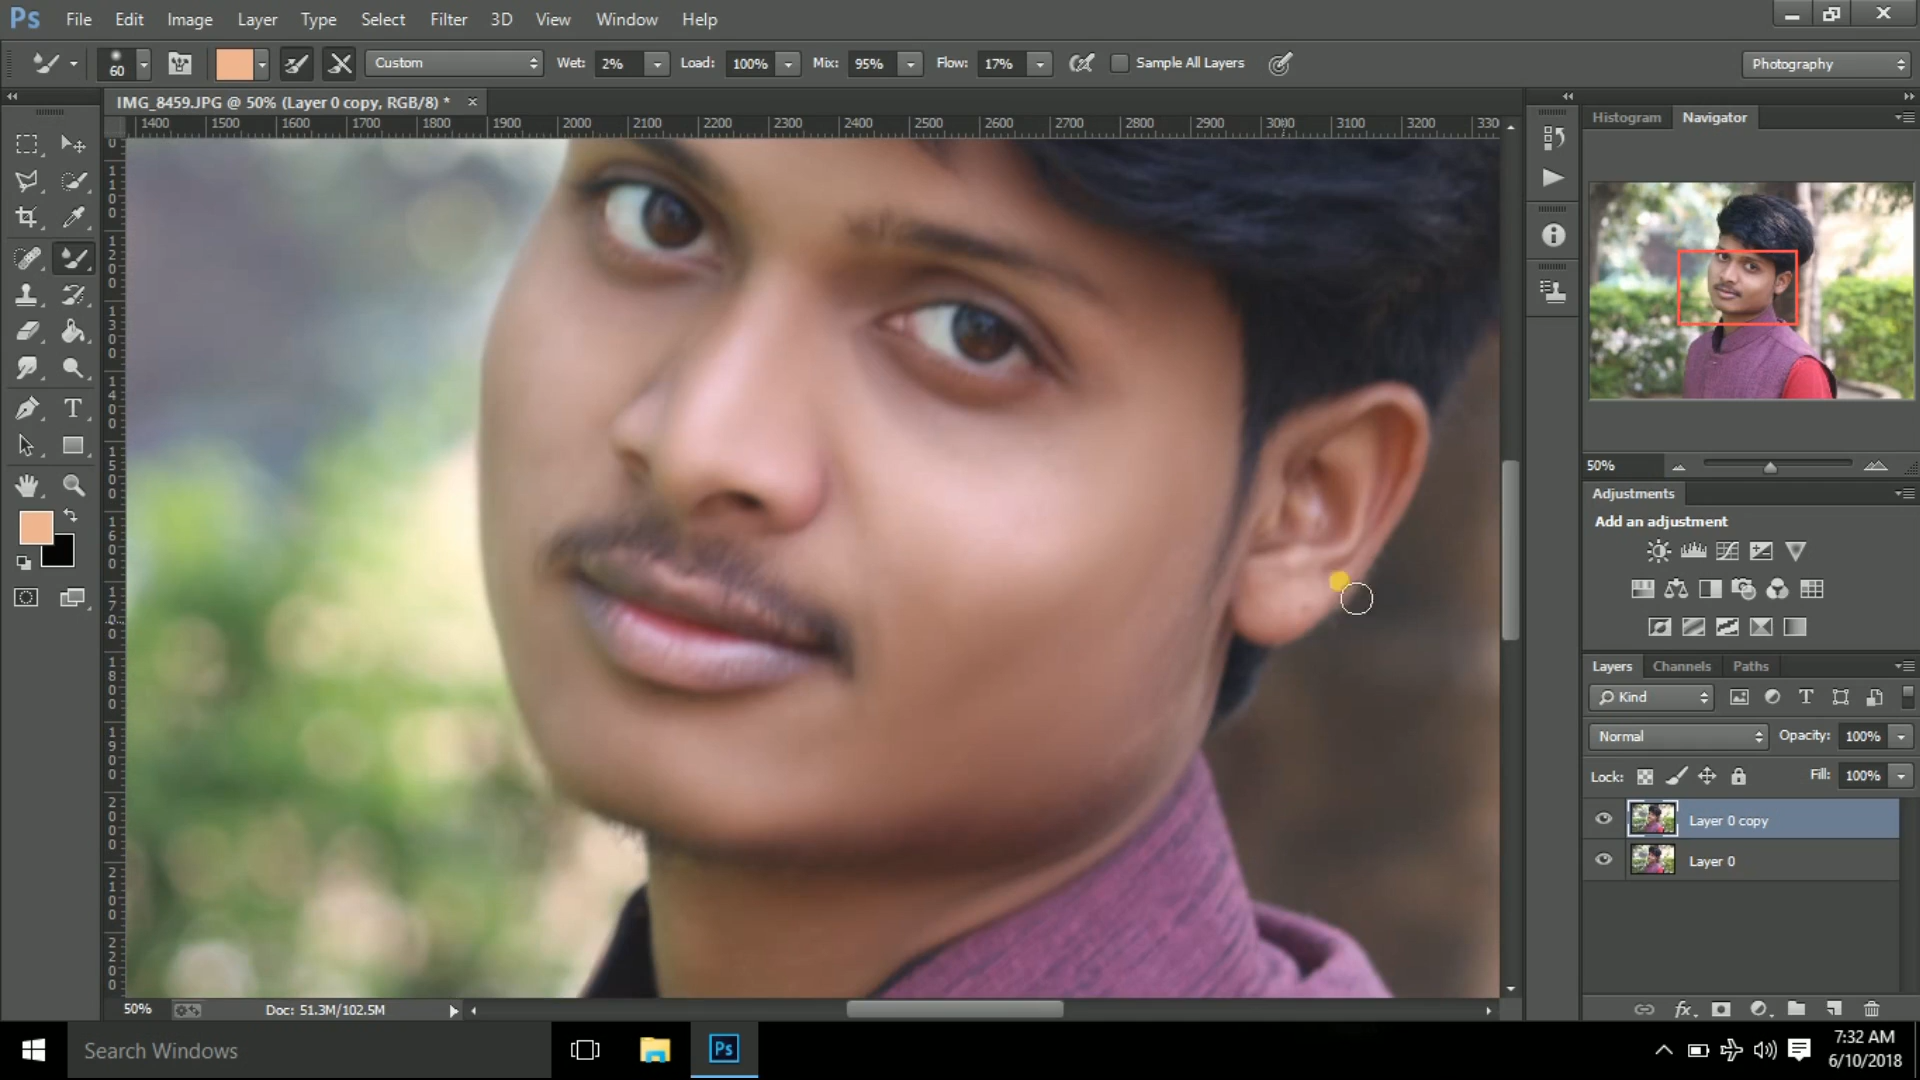 Ps File Edit Image Layer Type Select Filter 3D View Window Help
60 Custom Wet: 2% Load: 100% Mix: 95% Flow: 17% Sample All Layers Photography
IMG_8459.JPG @ 50% (Layer 0 copy, RGB/8) *
1400 1500 1600 1700 1800 1900 2000 2100 2200 2300 2400 2500 2600 2700 2800 2900 3000 3100 3200 330
Histogram Navigator
50%
Adjustments
Add an adjustment
Layers Channels Paths
Kind
Normal Opacity: 100%
Lock: Fill: 100%
Layer 0 copy
Layer 0
50% Doc: 51.3M/102.5M
Search Windows
Ps
7:32 AM
6/10/2018